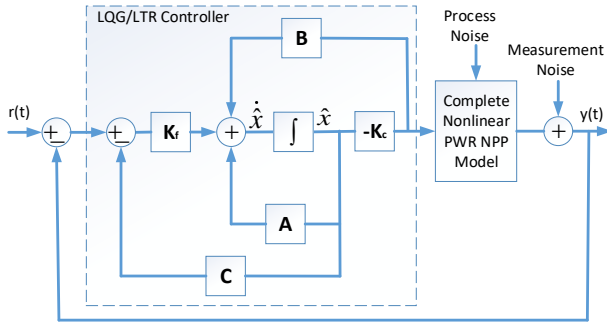 LQG/LTR Controller
Process
Noise
Measurement
Noise
r(t)
B
+
−
+
−
K_f
+
ẋ̂
∫
x̂
-K_c
Complete
Nonlinear
PWR NPP
Model
+
y(t)
A
C